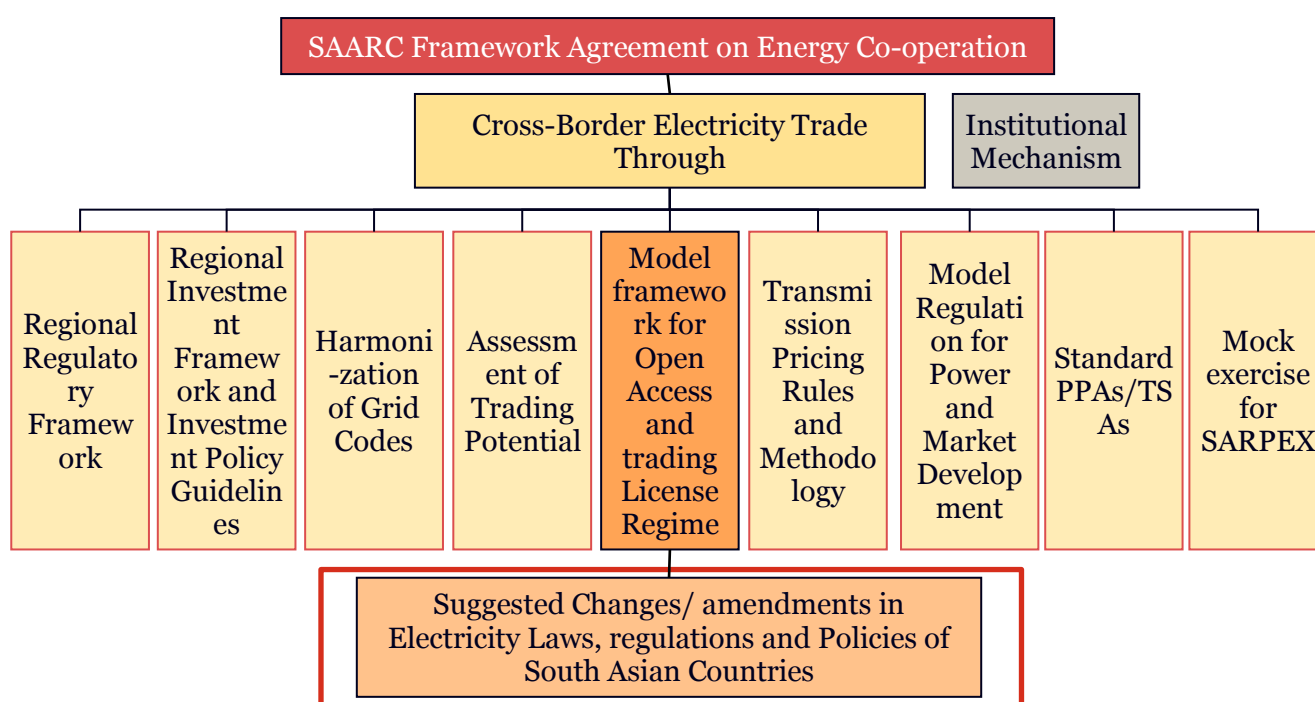 SAARC Framework Agreement on Energy Co-operation
Cross-Border Electricity Trade
Through
Institutional
Mechanism
Regional
Regulato
ry
Framew
ork
Regional
Investme
nt
Framew
ork and
Investme
nt Policy
Guidelin
es
Harmoni
-zation
of Grid
Codes
Assessm
ent of
Trading
Potential
Model
framewo
rk for
Open
Access
and
trading
License
Regime
Transmi
ssion
Pricing
Rules
and
Methodo
logy
Model
Regulati
on for
Power
and
Market
Develop
ment
Standard
PPAs/TS
As
Mock
exercise
for
SARPEX
Suggested Changes/ amendments in
Electricity Laws, regulations and Policies of
South Asian Countries